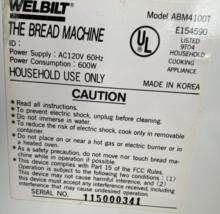 WELBILT
Model ABM4100T
THE BREAD MACHINE
ID :
Power Supply : AC120V 60Hz
Power Consumption : 600W
HOUSEHOLD USE ONLY
UL
®
E154590
LISTED
9T04
HOUSEHOLD
COOKING
APPLIANCE
MADE IN KOREA
CAUTION
Read all instructions.
To prevent electric shock, unplug before cleaning.
Do not immerse in water.
To reduce the risk of electric shock, cook only in removable
container.
Do not place on or near a hot gas or electric burner or in
a heated oven.
As a safety precaution, do not move nor touch bread machine
while in operation if possible.
This device complies with Part 15 of the FCC Rules.
Operation is subject to the following two conditions: (1)
This device may not cause harmful interference, and (2)
this device must accept any interference received, including
interference that may cause undesired operation.
SERIAL NO. 115000341